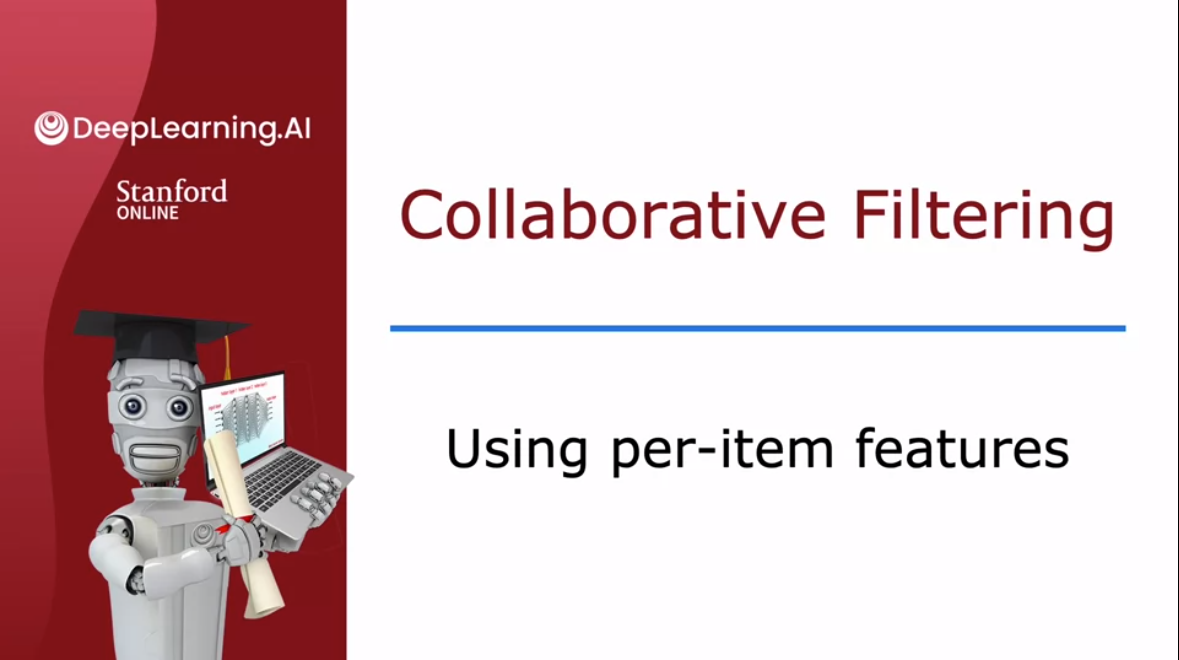 DeepLearning.AI
Stanford
ONLINE
Collaborative Filtering
Using per-item features